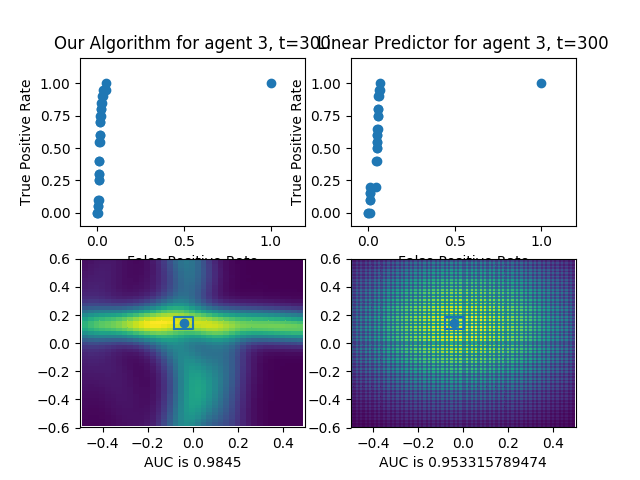 Our Algorithm for agent 3, t=300
Linear Predictor for agent 3, t=300
True Positive Rate
1.00
0.75
0.50
0.25
0.00
0.0 0.5 1.0
False Positive Rate
True Positive Rate
1.00
0.75
0.50
0.25
0.00
0.0 0.5 1.0
False Positive Rate
0.6
0.4
0.2
0.0
−0.2
−0.4
−0.6
−0.4 −0.2 0.0 0.2 0.4
AUC is 0.9845
0.6
0.4
0.2
0.0
−0.2
−0.4
−0.6
−0.4 −0.2 0.0 0.2 0.4
AUC is 0.953315789474